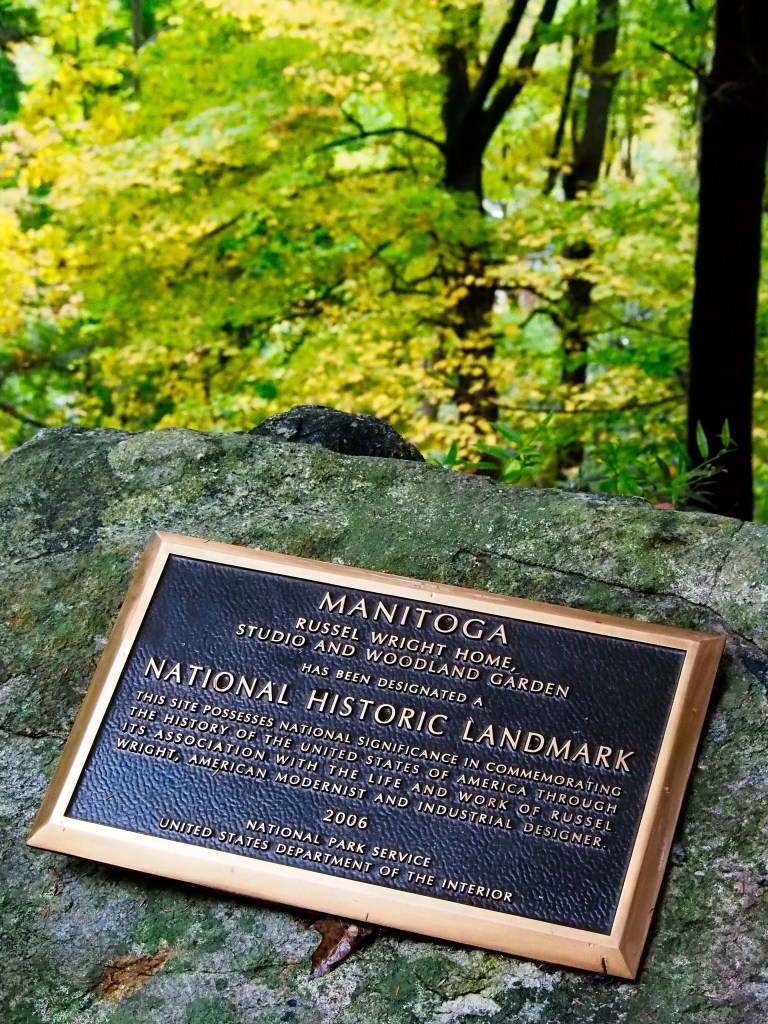 MANITOGA
RUSSEL WRIGHT HOME,
STUDIO AND WOODLAND GARDEN
HAS BEEN DESIGNATED A
NATIONAL HISTORIC LANDMARK
THIS SITE POSSESSES NATIONAL SIGNIFICANCE IN COMMEMORATING
THE HISTORY OF THE UNITED STATES OF AMERICA THROUGH
ITS ASSOCIATION WITH THE LIFE AND WORK OF RUSSEL
WRIGHT, AMERICAN MODERNIST AND INDUSTRIAL DESIGNER.
2006
NATIONAL PARK SERVICE
UNITED STATES DEPARTMENT OF THE INTERIOR